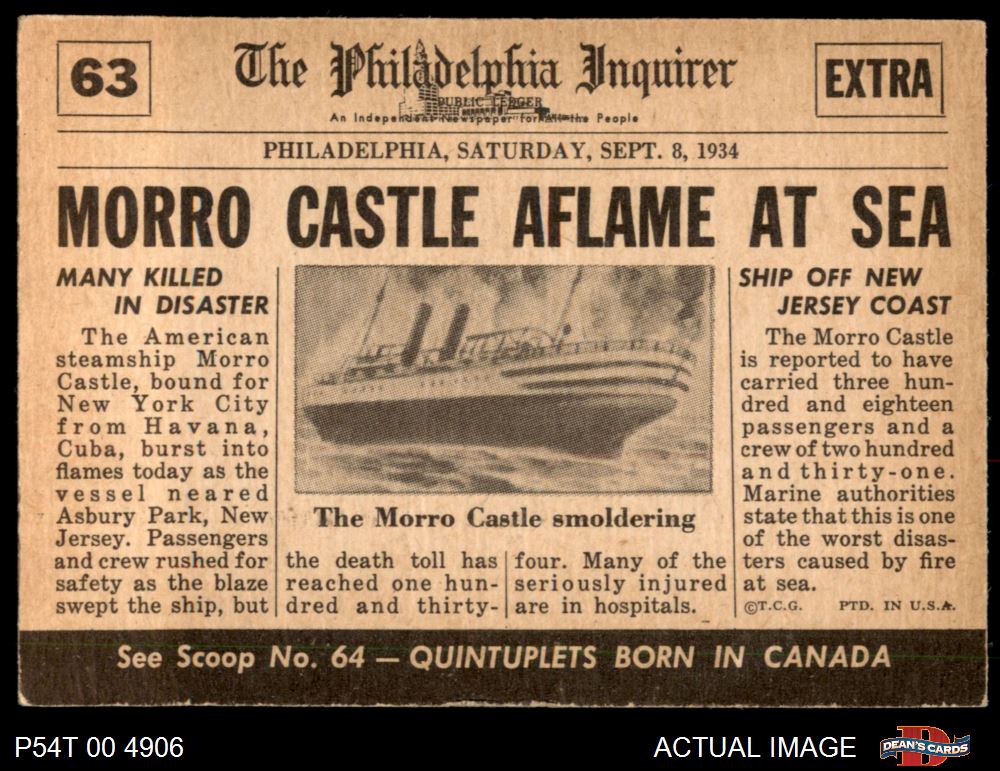 63
The Philadelphia Inquirer
PUBLIC LEDGER
An Independent Newspaper for All the People
EXTRA
PHILADELPHIA, SATURDAY, SEPT. 8, 1934
MORRO CASTLE AFLAME AT SEA
MANY KILLED
IN DISASTER
The American
steamship Morro
Castle, bound for
New York City
from Havana,
Cuba, burst into
flames today as the
vessel neared
Asbury Park, New
Jersey. Passengers
and crew rushed for
safety as the blaze
swept the ship, but
The Morro Castle smoldering
the death toll has
reached one hun-
dred and thirty-
four. Many of the
seriously injured
are in hospitals.
SHIP OFF NEW
JERSEY COAST
The Morro Castle
is reported to have
carried three hun-
dred and eighteen
passengers and a
crew of two hundred
and thirty-one.
Marine authorities
state that this is one
of the worst disas-
ters caused by fire
at sea.
©T.C.G. PTD. IN U.S.A.
See Scoop No. 64 — QUINTUPLETS BORN IN CANADA
P54T 00 4906
ACTUAL IMAGE
DEAN'S CARDS